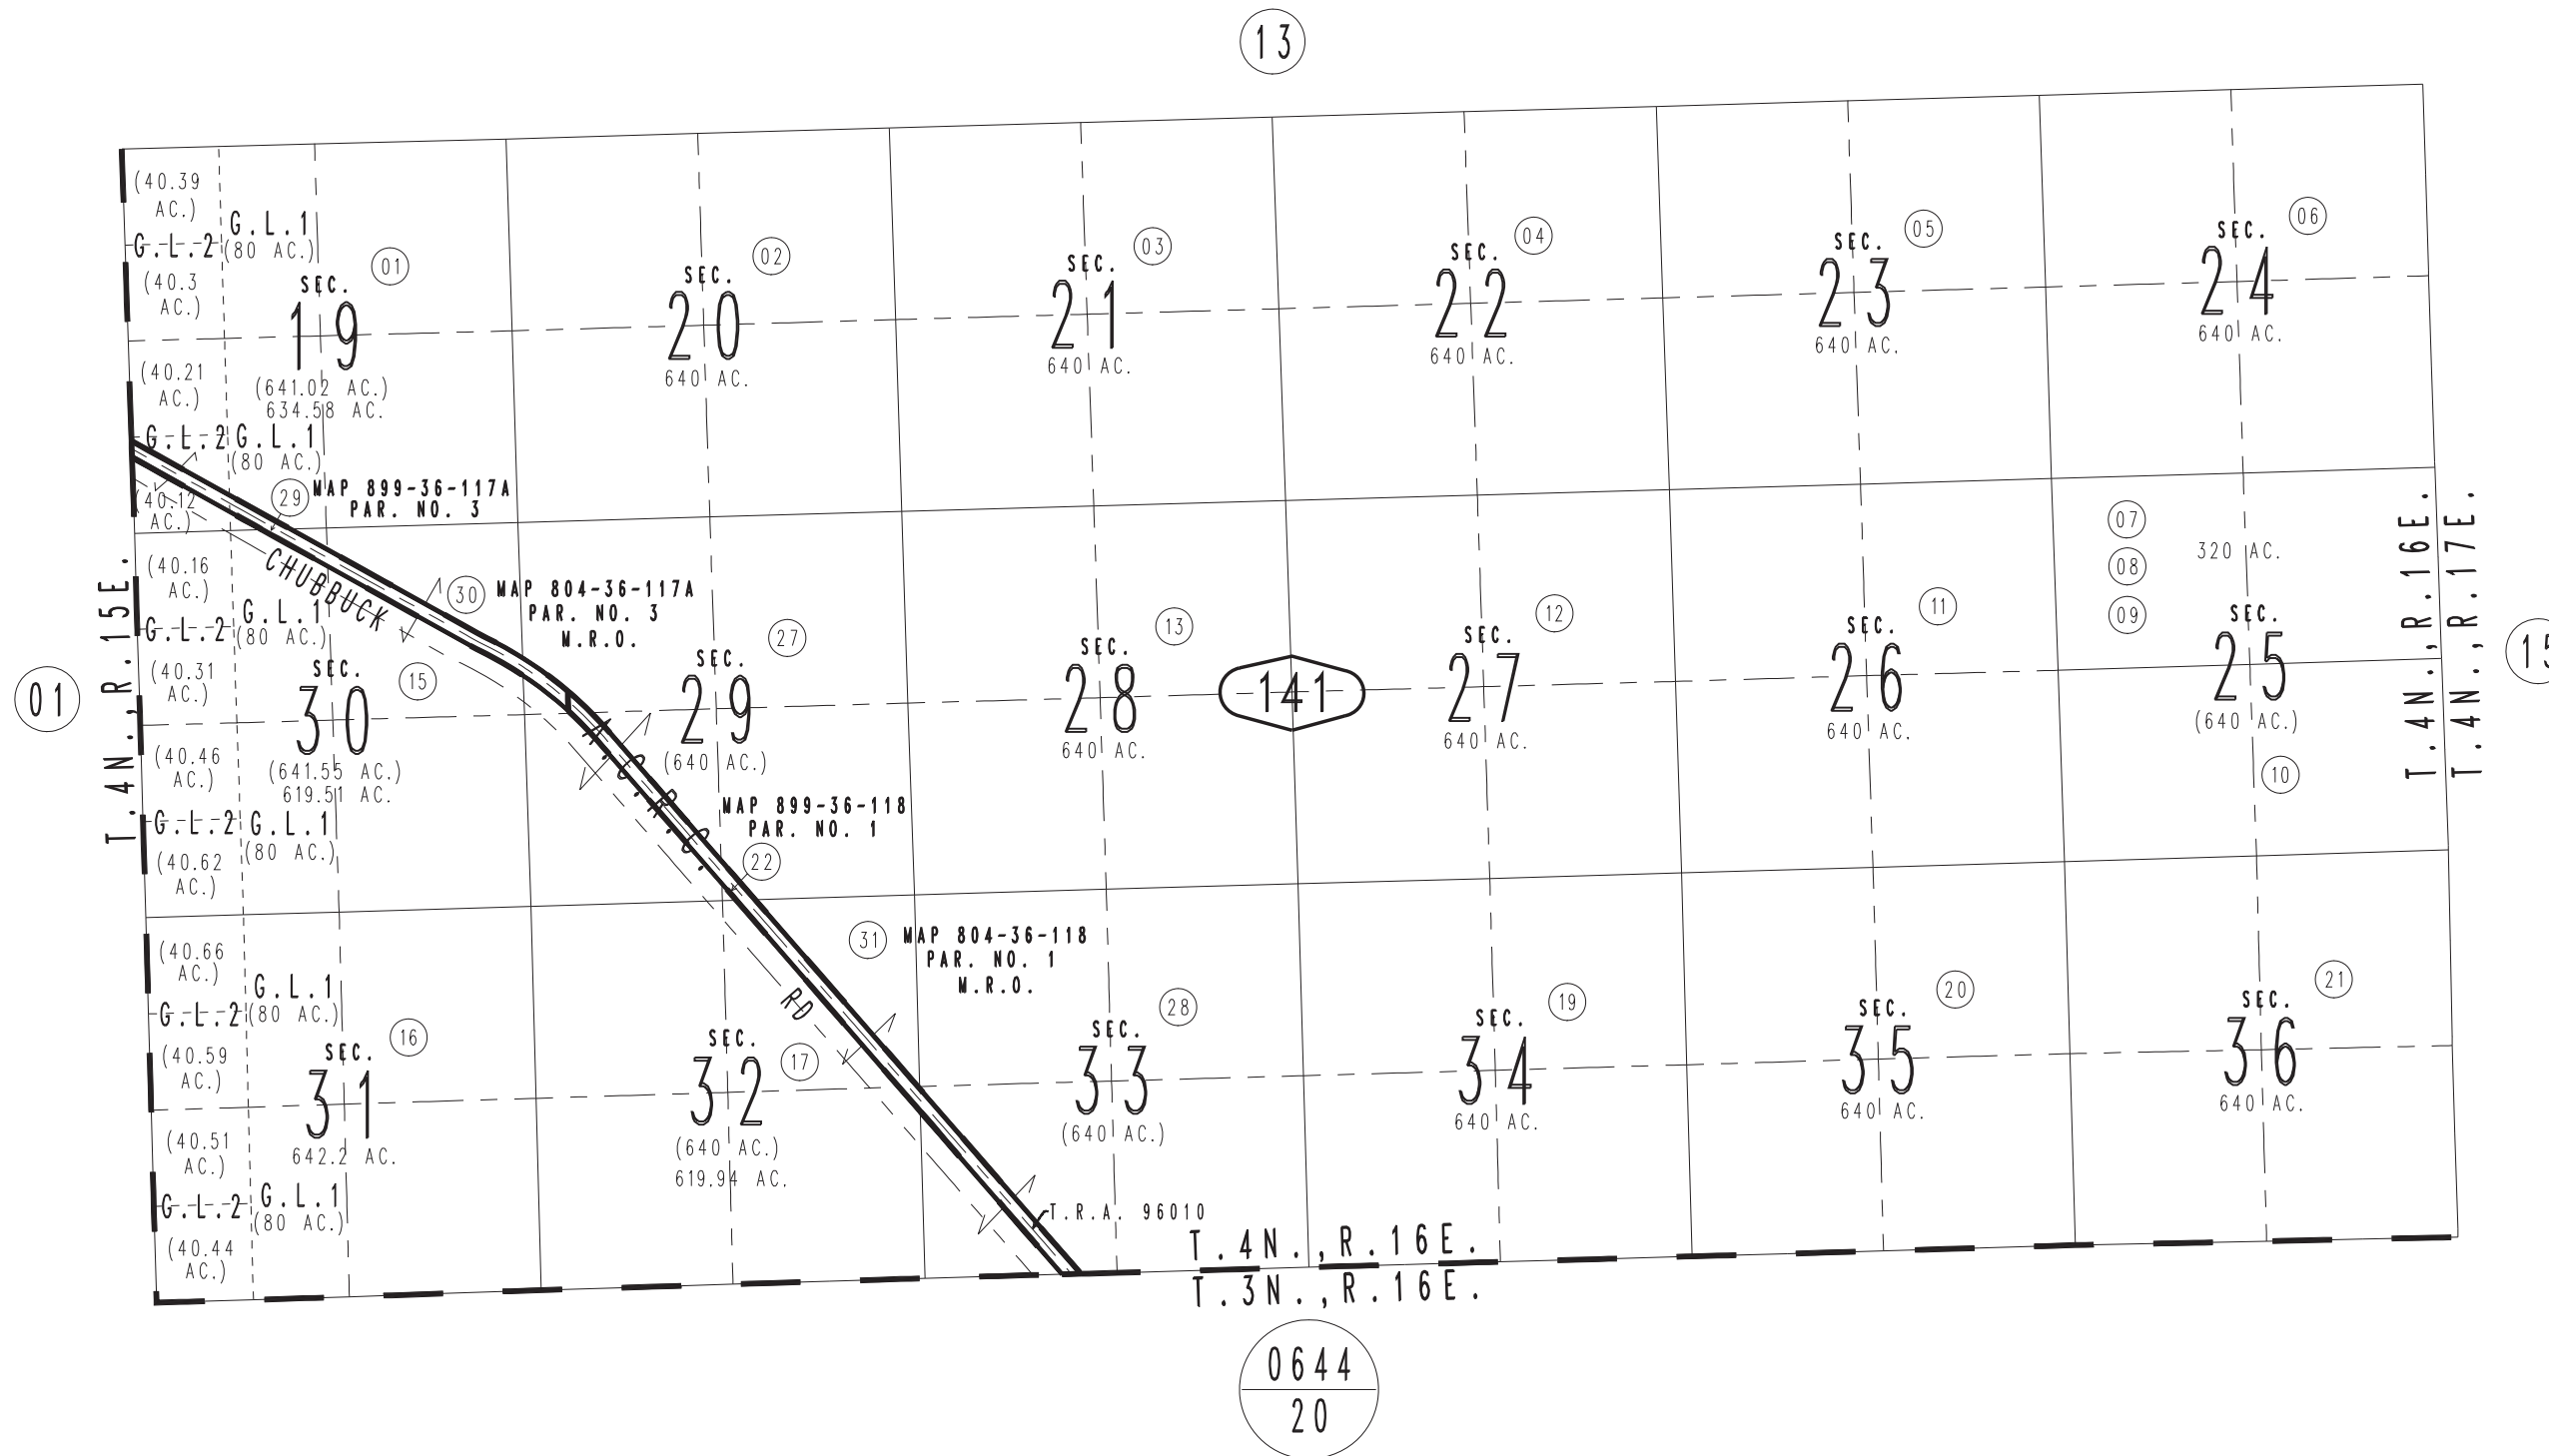 13
(40.39
AC.)
G.L.2
G.L.1
(80 AC.)
(40.3
AC.)
01
SEC.
19
(641.02 AC.)
634.58 AC.
(40.21
AC.)
G.L.2
G.L.1
(80 AC.)
(40.12
AC.)
02
SEC.
20
640 AC.
03
SEC.
21
640 AC.
04
SEC.
22
640 AC.
05
SEC.
23
640 AC.
06
SEC.
24
640 AC.
29
MAP 899-36-117A
PAR. NO. 3
CHUBBUCK
RD
30
MAP 804-36-117A
PAR. NO. 3
M.R.O.
01
T.4N.,R.15E.
(40.16
AC.)
G.L.2
G.L.1
(80 AC.)
(40.31
AC.)
15
SEC.
30
(641.55 AC.)
619.51 AC.
(40.46
AC.)
G.L.2
G.L.1
(80 AC.)
(40.62
AC.)
27
SEC.
29
(640 AC.)
MAP 899-36-118
PAR. NO. 1
22
13
SEC.
28
640 AC.
141
12
SEC.
27
640 AC.
11
SEC.
26
640 AC.
07
08
09
320 AC.
SEC.
25
(640 AC.)
10
T.4N.,R.16E.
T.4N.,R.17E.
15
31
MAP 804-36-118
PAR. NO. 1
M.R.O.
(40.66
AC.)
G.L.2
G.L.1
(80 AC.)
(40.59
AC.)
16
SEC.
31
642.2 AC.
(40.51
AC.)
G.L.2
G.L.1
(80 AC.)
(40.44
AC.)
17
SEC.
32
(640 AC.)
619.94 AC.
28
SEC.
33
(640 AC.)
19
SEC.
34
640 AC.
20
SEC.
35
640 AC.
21
SEC.
36
640 AC.
T.R.A. 96010
T.4N.,R.16E.
T.3N.,R.16E.
0644
20